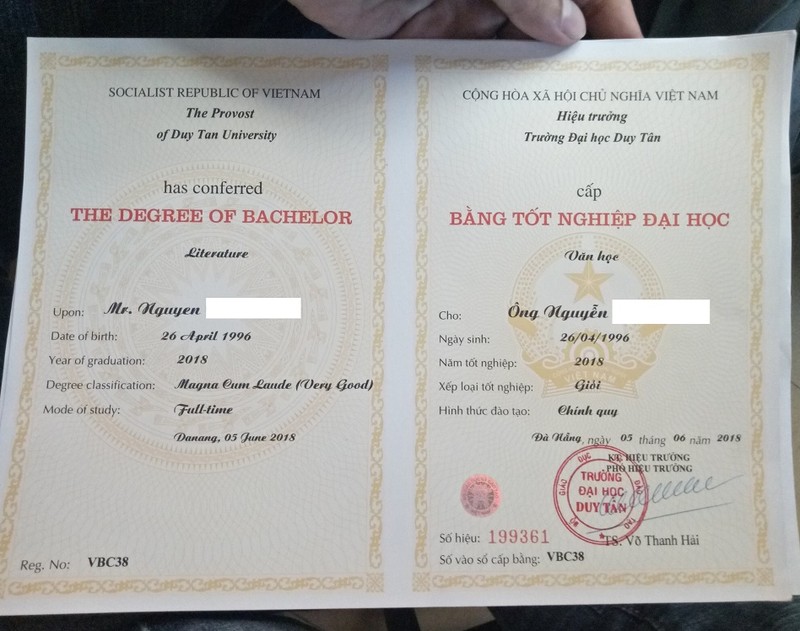 SOCIALIST REPUBLIC OF VIETNAM
The Provost
of Duy Tan University
has conferred
THE DEGREE OF BACHELOR
Literature
Upon: Mr. Nguyen
Date of birth: 26 April 1996
Year of graduation: 2018
Degree classification: Magna Cum Laude (Very Good)
Mode of study: Full-time
Danang, 05 June 2018
Reg. No: VBC38
CỘNG HÒA XÃ HỘI CHỦ NGHĨA VIỆT NAM
Hiệu trưởng
Trường Đại học Duy Tân
cấp
BẰNG TỐT NGHIỆP ĐẠI HỌC
Văn học
Cho: Ông Nguyễn
Ngày sinh: 26/04/1996
Năm tốt nghiệp: 2018
Xếp loại tốt nghiệp: Giỏi
Hình thức đào tạo: Chính quy
Đà Nẵng, ngày 05 tháng 06 năm 2018
KT. HIỆU TRƯỞNG
PHÓ HIỆU TRƯỞNG
TRƯỜNG
ĐẠI HỌC
DUY TÂN
TS. Võ Thanh Hải
Số hiệu: 199361
Số vào sổ cấp bằng: VBC38